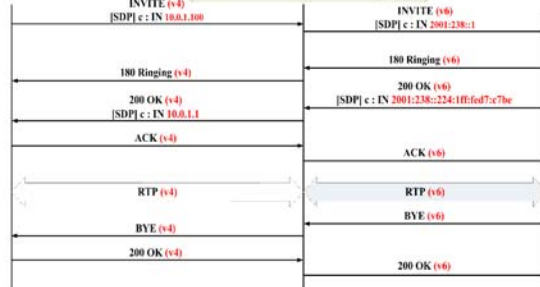 INVITE (v4)
[SDP] c : IN 10.0.1.100
INVITE (v6)
[SDP] c : IN 2001:238::1
180 Ringing (v6)
180 Ringing (v4)
200 OK (v6)
[SDP] c : IN 2001:238::224:1ff:fed7:c7be
200 OK (v4)
[SDP] c : IN 10.0.1.1
ACK (v4)
ACK (v6)
RTP (v4)
RTP (v6)
BYE (v6)
BYE (v4)
200 OK (v4)
200 OK (v6)